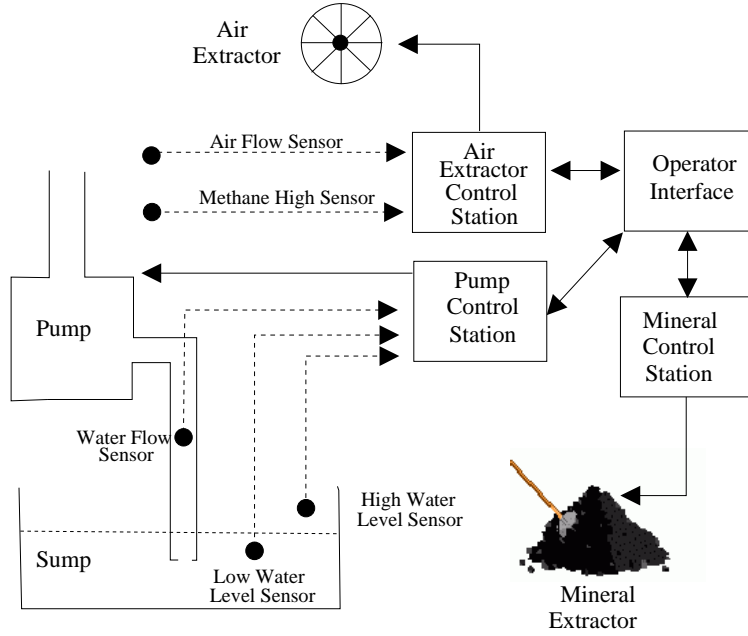 Air
Extractor
Air Flow Sensor
Methane High Sensor
Air
Extractor
Control
Station
Operator
Interface
Pump
Control
Station
Mineral
Control
Station
Pump
Water Flow
Sensor
High Water
Level Sensor
Sump
Low Water
Level Sensor
Mineral
Extractor